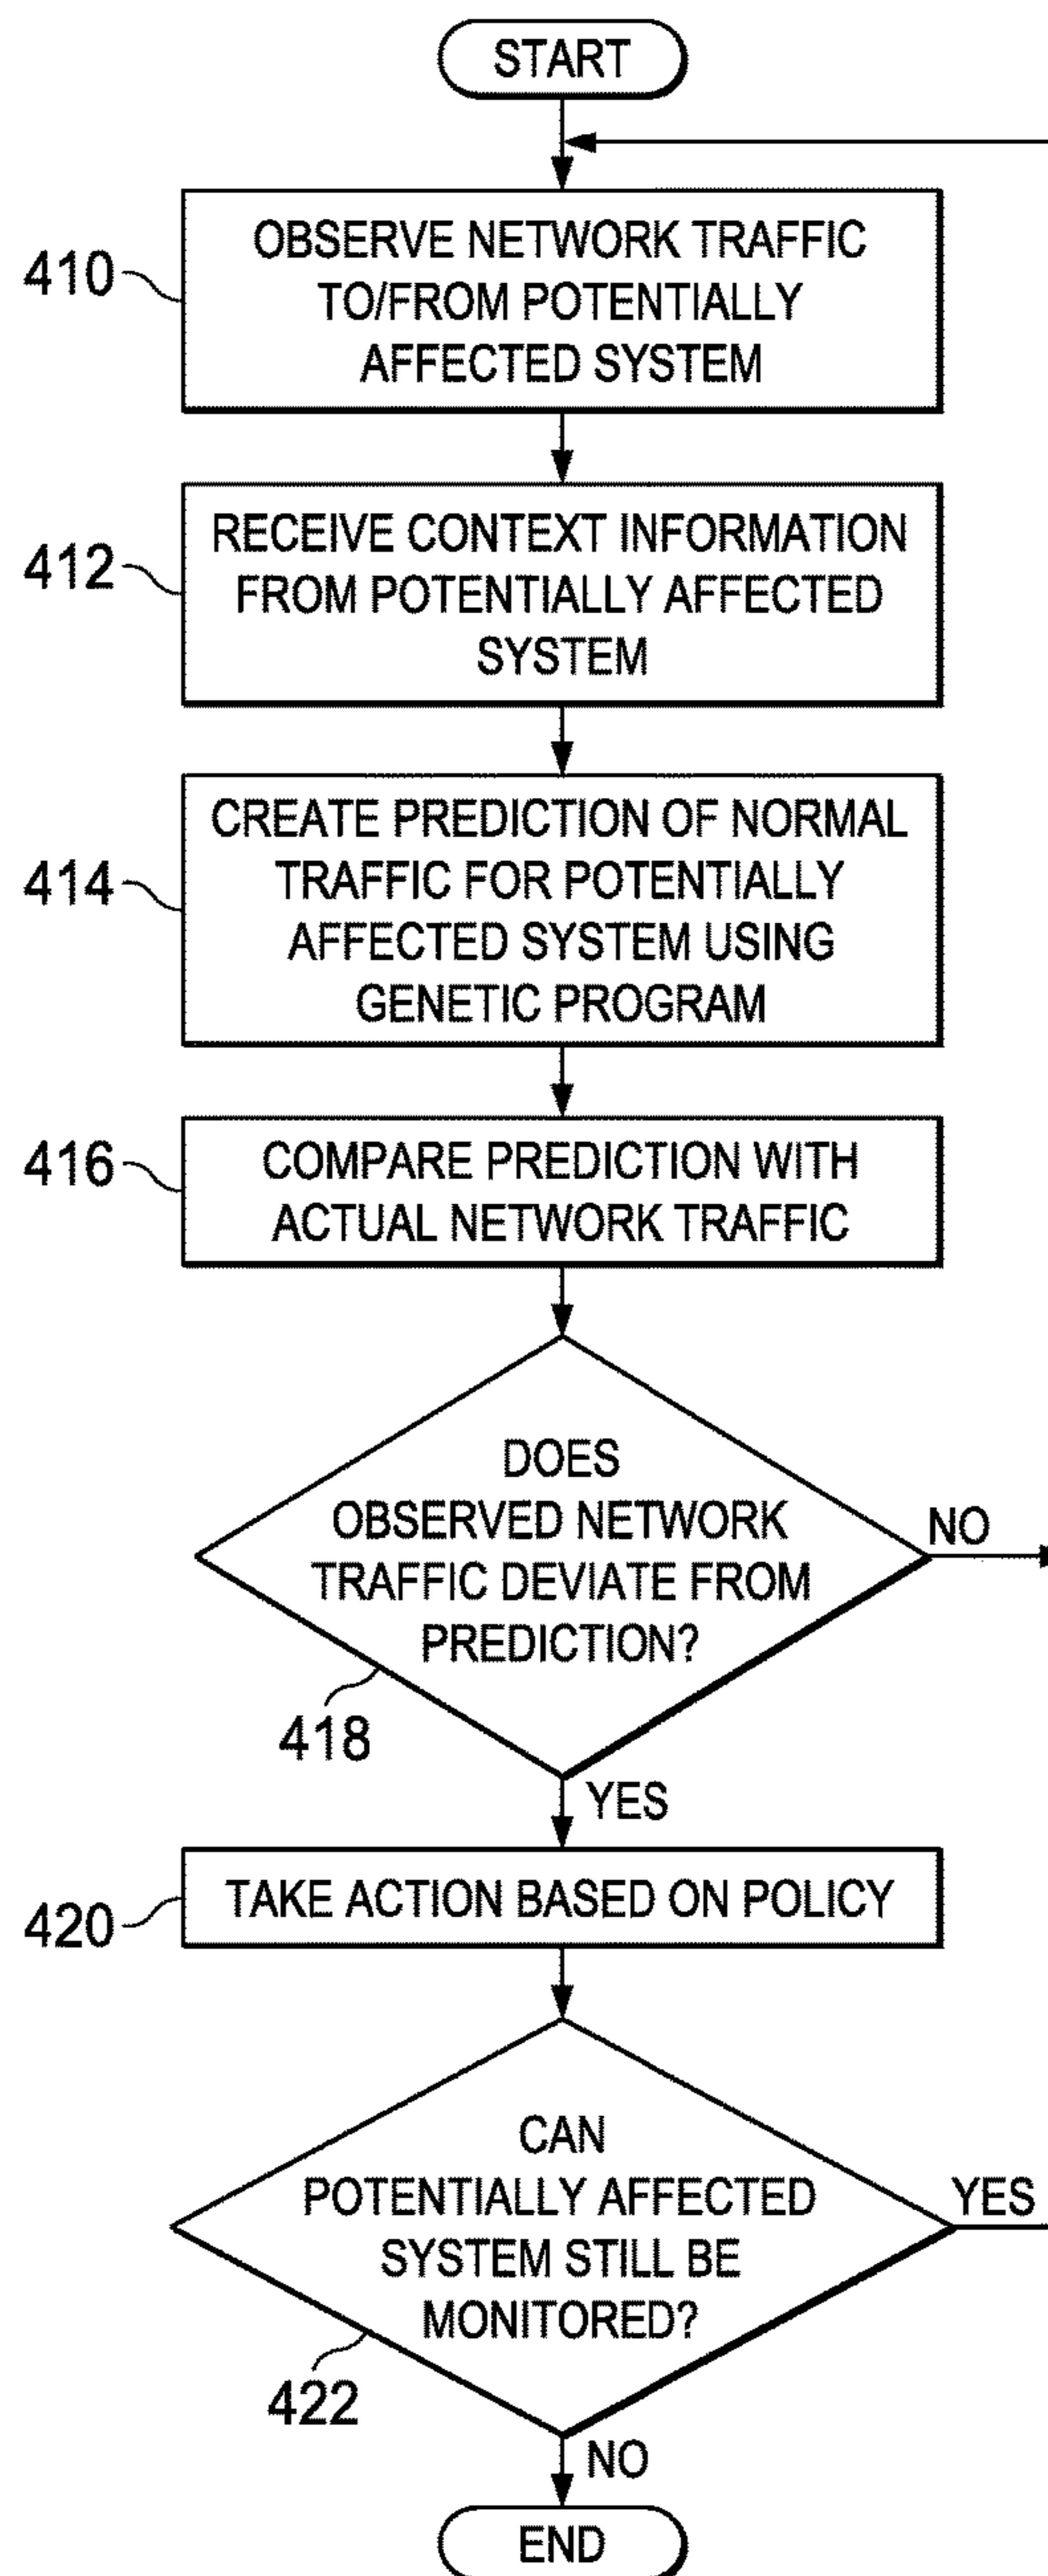 START
410
OBSERVE NETWORK TRAFFIC
TO/FROM POTENTIALLY
AFFECTED SYSTEM
412
RECEIVE CONTEXT INFORMATION
FROM POTENTIALLY AFFECTED
SYSTEM
414
CREATE PREDICTION OF NORMAL
TRAFFIC FOR POTENTIALLY
AFFECTED SYSTEM USING
GENETIC PROGRAM
416
COMPARE PREDICTION WITH
ACTUAL NETWORK TRAFFIC
DOES
OBSERVED NETWORK
TRAFFIC DEVIATE FROM
PREDICTION?
NO
418
YES
420
TAKE ACTION BASED ON POLICY
CAN
POTENTIALLY AFFECTED
SYSTEM STILL BE
MONITORED?
YES
422
NO
END